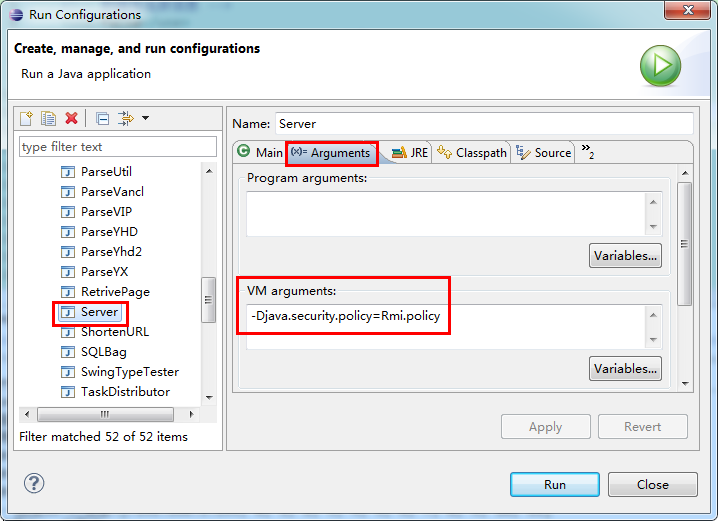 Run Configurations
Create, manage, and run configurations
Run a Java application
type filter text
ParseUtil
ParseVancl
ParseVIP
ParseYHD
ParseYhd2
ParseYX
RetrivePage
Server
ShortenURL
SQLBag
SwingTypeTester
TaskDistributor
Filter matched 52 of 52 items
Name: Server
Main (x)= Arguments JRE Classpath Source »2
Program arguments:
Variables...
VM arguments:
-Djava.security.policy=Rmi.policy
Variables...
Apply Revert
? Run Close